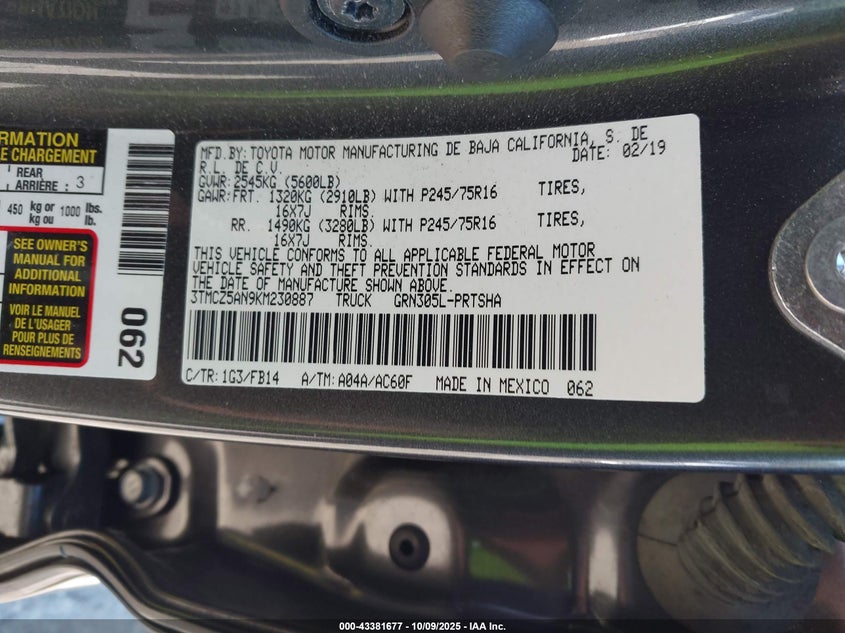 RMATION
LE CHARGEMENT
REAR
ARRIÈRE : 3
450 kg or 1000 lbs.
kg ou lb.
SEE OWNER'S
MANUAL FOR
ADDITIONAL
INFORMATION
VOIR LE MANUEL
DE L'USAGER
POUR PLUS DE
RENSEIGNEMENTS
062
MFD.BY:TOYOTA MOTOR MANUFACTURING DE BAJA CALIFORNIA, S. DE
R.L. DE C.V. DATE: 02/19
GVWR:2545KG (5600LB)
GAWR:FRT. 1320KG (2910LB) WITH P245/75R16 TIRES,
16X7J RIMS.
RR. 1490KG (3280LB) WITH P245/75R16 TIRES,
16X7J RIMS.
THIS VEHICLE CONFORMS TO ALL APPLICABLE FEDERAL MOTOR
VEHICLE SAFETY AND THEFT PREVENTION STANDARDS IN EFFECT ON
THE DATE OF MANUFACTURE SHOWN ABOVE.
3TMCZ5AN9KM230887 TRUCK GRN305L-PRTSHA
C/TR:1G3/FB14 A/TM:A04A/AC60F MADE IN MEXICO 062
000-43381677 - 10/09/2025 - IAA Inc.